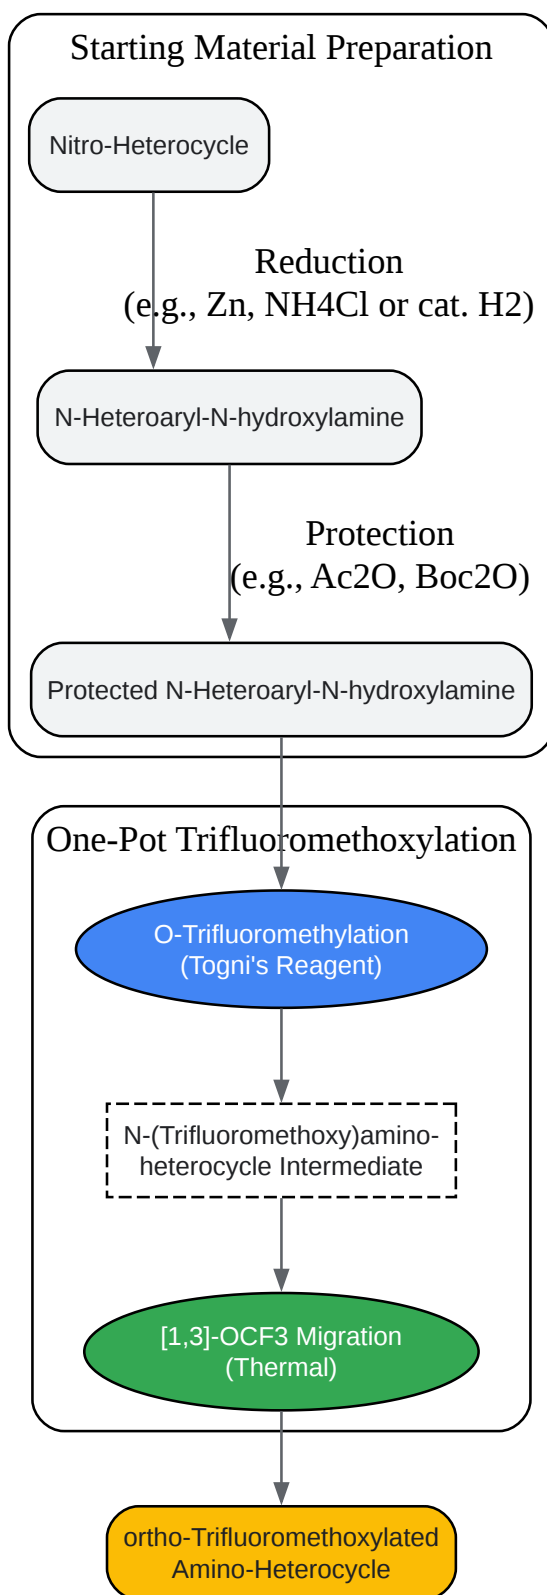 Starting Material Preparation
Nitro-Heterocycle
Reduction
(e.g., Zn, NH4Cl or cat. H2)
N-Heteroaryl-N-hydroxylamine
Protection
(e.g., Ac2O, Boc2O)
Protected N-Heteroaryl-N-hydroxylamine
One-Pot Trifluoromethoxylation
O-Trifluoromethylation
(Togni's Reagent)
N-(Trifluoromethoxy)amino-
heterocycle Intermediate
[1,3]-OCF3 Migration
(Thermal)
ortho-Trifluoromethoxylated
Amino-Heterocycle